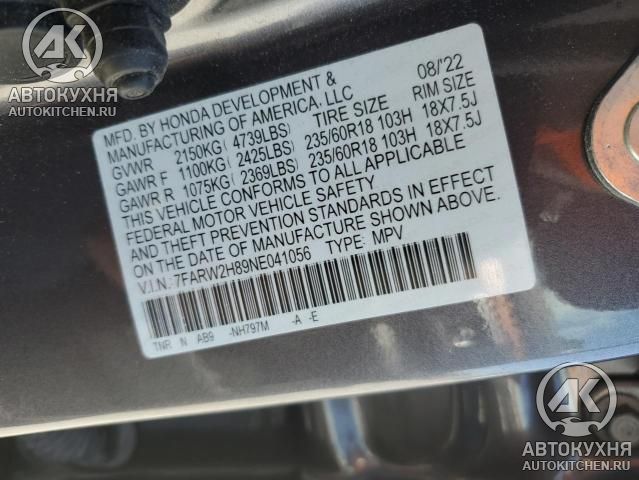 MFD. BY HONDA DEVELOPMENT & 08/'22
MANUFACTURING OF AMERICA, LLC
GVWR 2150KG( 4739LBS) TIRE SIZE RIM SIZE
GAWR F 1100KG( 2425LBS) 235/60R18 103H 18X7.5J
GAWR R 1075KG( 2369LBS) 235/60R18 103H 18X7.5J
THIS VEHICLE CONFORMS TO ALL APPLICABLE
FEDERAL MOTOR VEHICLE SAFETY
AND THEFT PREVENTION STANDARDS IN EFFECT
ON THE DATE OF MANUFACTURE SHOWN ABOVE.
V.I.N.: 7FARW2H89NE041056 TYPE: MPV
TNR N AB9 -NH797M -A -E
АК
АВТОКУХНЯ
AUTOKITCHEN.RU
АК
АВТОКУХНЯ
AUTOKITCHEN.RU